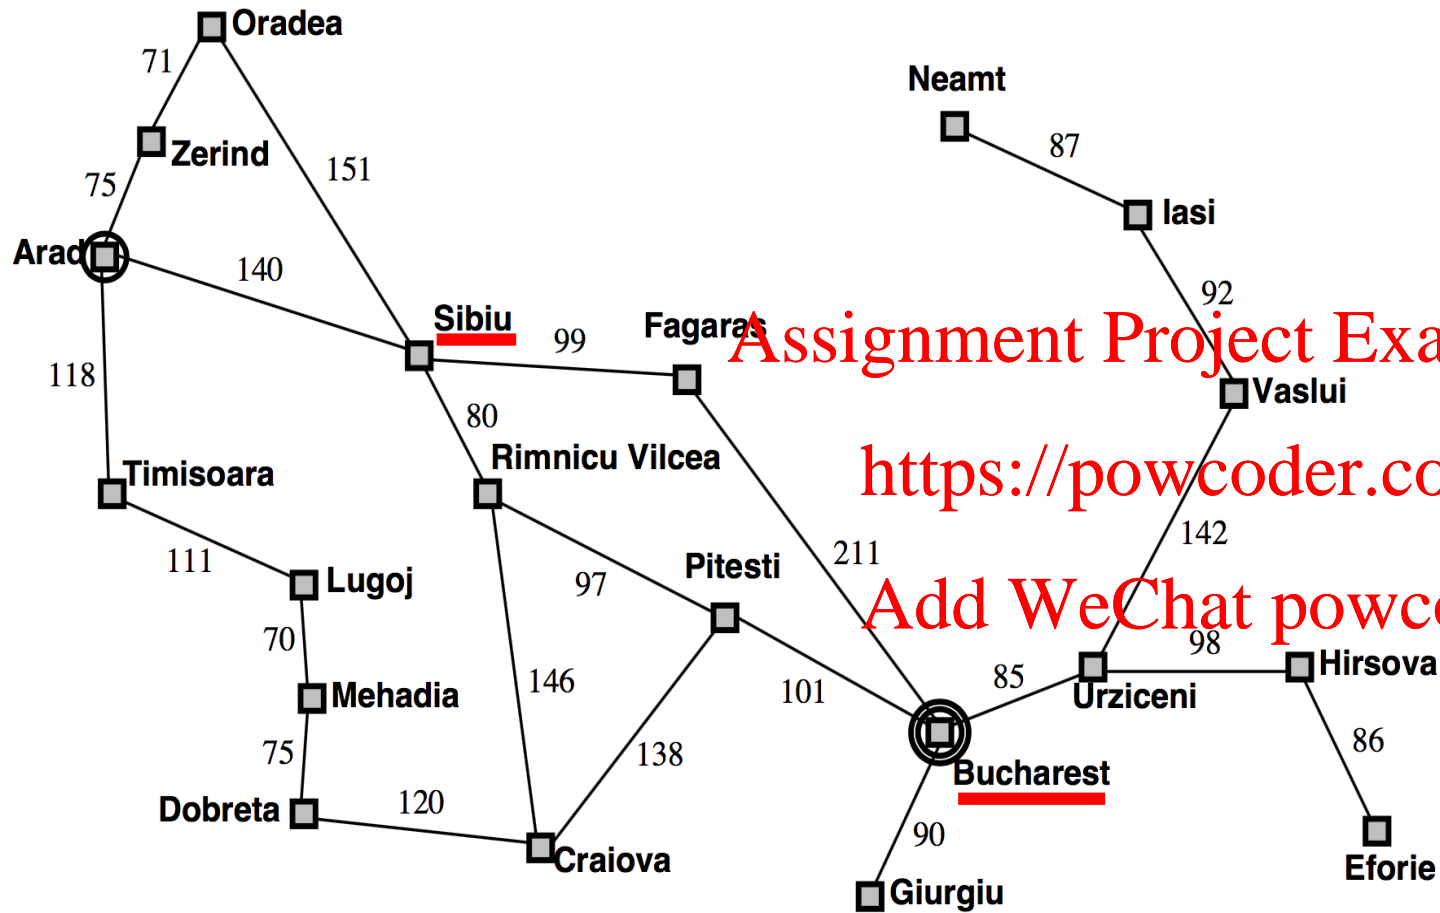 Oradea
71
Neamt
87
Zerind
151
75
Iasi
Arad
140
92
Sibiu
99
Fagaras
Assignment Project Exa
118
Vaslui
80
Rimnicu Vilcea
https://powcoder.co
Timisoara
142
211
111
Lugoj
97
Pitesti
Add WeChat powco
70
98
Hirsova
146
101
85
Urziceni
Mehadia
75
138
86
Bucharest
Dobreta
120
90
Craiova
Eforie
Giurgiu